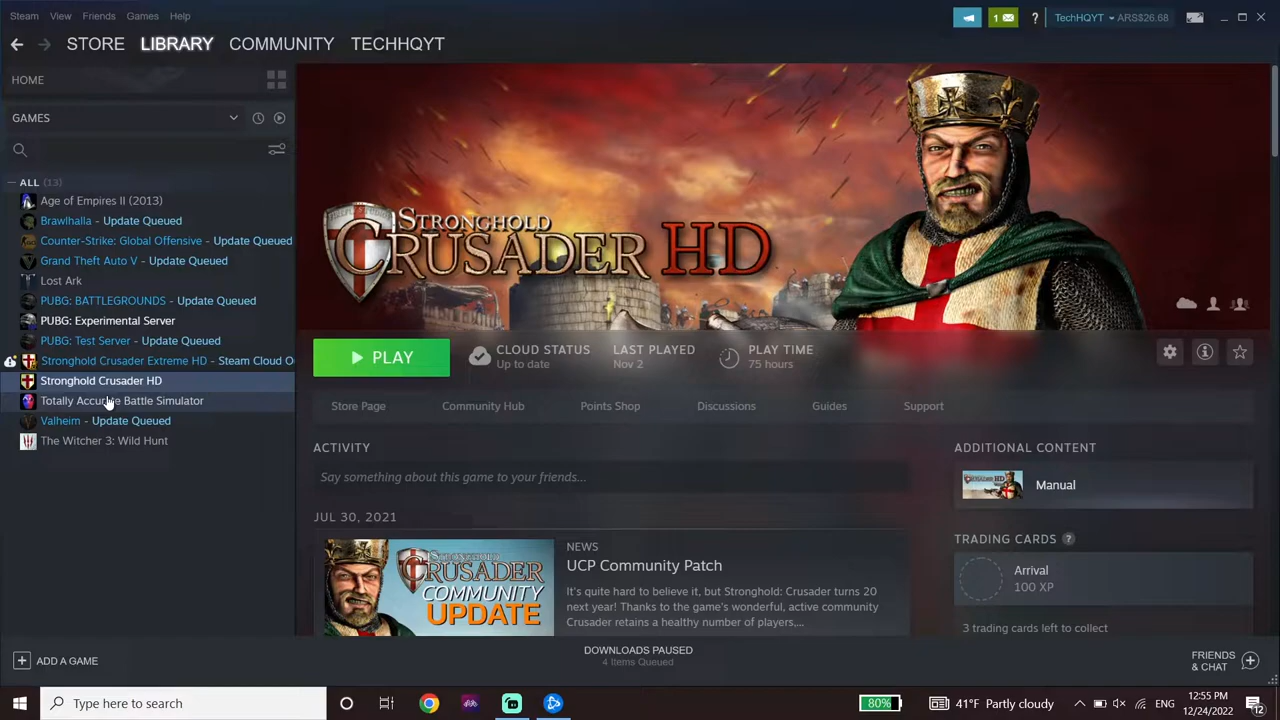 Steam View Friends Games Help
1 ? TechHQYT ARS$26.68
STORE LIBRARY COMMUNITY TECHHQYT
HOME
GAMES
ALL (13)
Age of Empires II (2013)
Brawlhalla - Update Queued
Counter-Strike: Global Offensive - Update Queued
Grand Theft Auto V - Update Queued
Lost Ark
PUBG: BATTLEGROUNDS - Update Queued
PUBG: Experimental Server
PUBG: Test Server - Update Queued
Stronghold Crusader Extreme HD - Steam Cloud O
Stronghold Crusader HD
Totally Accurate Battle Simulator
Valheim - Update Queued
The Witcher 3: Wild Hunt
STRONGHOLD
CRUSADER HD
PLAY
CLOUD STATUS
Up to date
LAST PLAYED
Nov 2
PLAY TIME
75 hours
Store Page Community Hub Points Shop Discussions Guides Support
ACTIVITY
Say something about this game to your friends...
JUL 30, 2021
STRONGHOLD
CRUSADER
COMMUNITY
UPDATE
NEWS
UCP Community Patch
It's quite hard to believe it, but Stronghold: Crusader turns 20
next year! Thanks to the game's wonderful, active community
Crusader retains a healthy number of players,...
ADDITIONAL CONTENT
Manual
TRADING CARDS ?
Arrival
100 XP
3 trading cards left to collect
ADD A GAME
DOWNLOADS PAUSED
4 Items Queued
FRIENDS
& CHAT
Type here to search
80%
41°F Partly cloudy
ENG
12:55 PM
12/24/2022
12